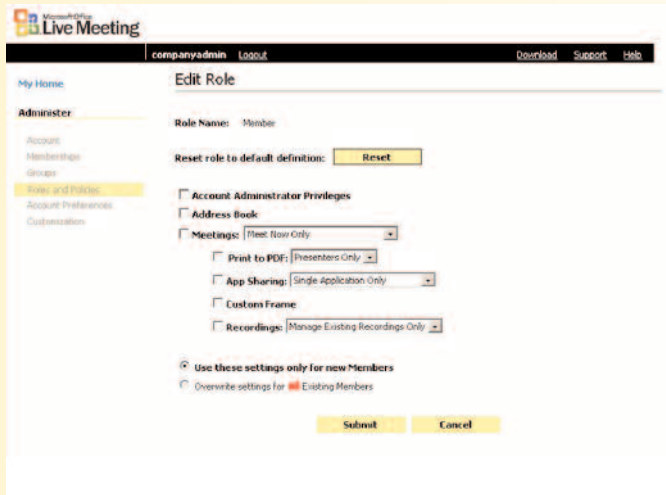 Microsoft Office
Live Meeting
companyadmin Logout Download Support Help
My Home
Edit Role
Administer
Role Name: Member
Account
Memberships
Reset role to default definition: Reset
Groups
Roles and Policies
Account Preferences
Customization
Account Administrator Privileges
Address Book
Meetings: Meet Now Only
Print to PDF: Presenters Only
App Sharing: Single Application Only
Custom Frame
Recordings: Manage Existing Recordings Only
Use these settings only for new Members
Overwrite settings for Existing Members
Submit Cancel